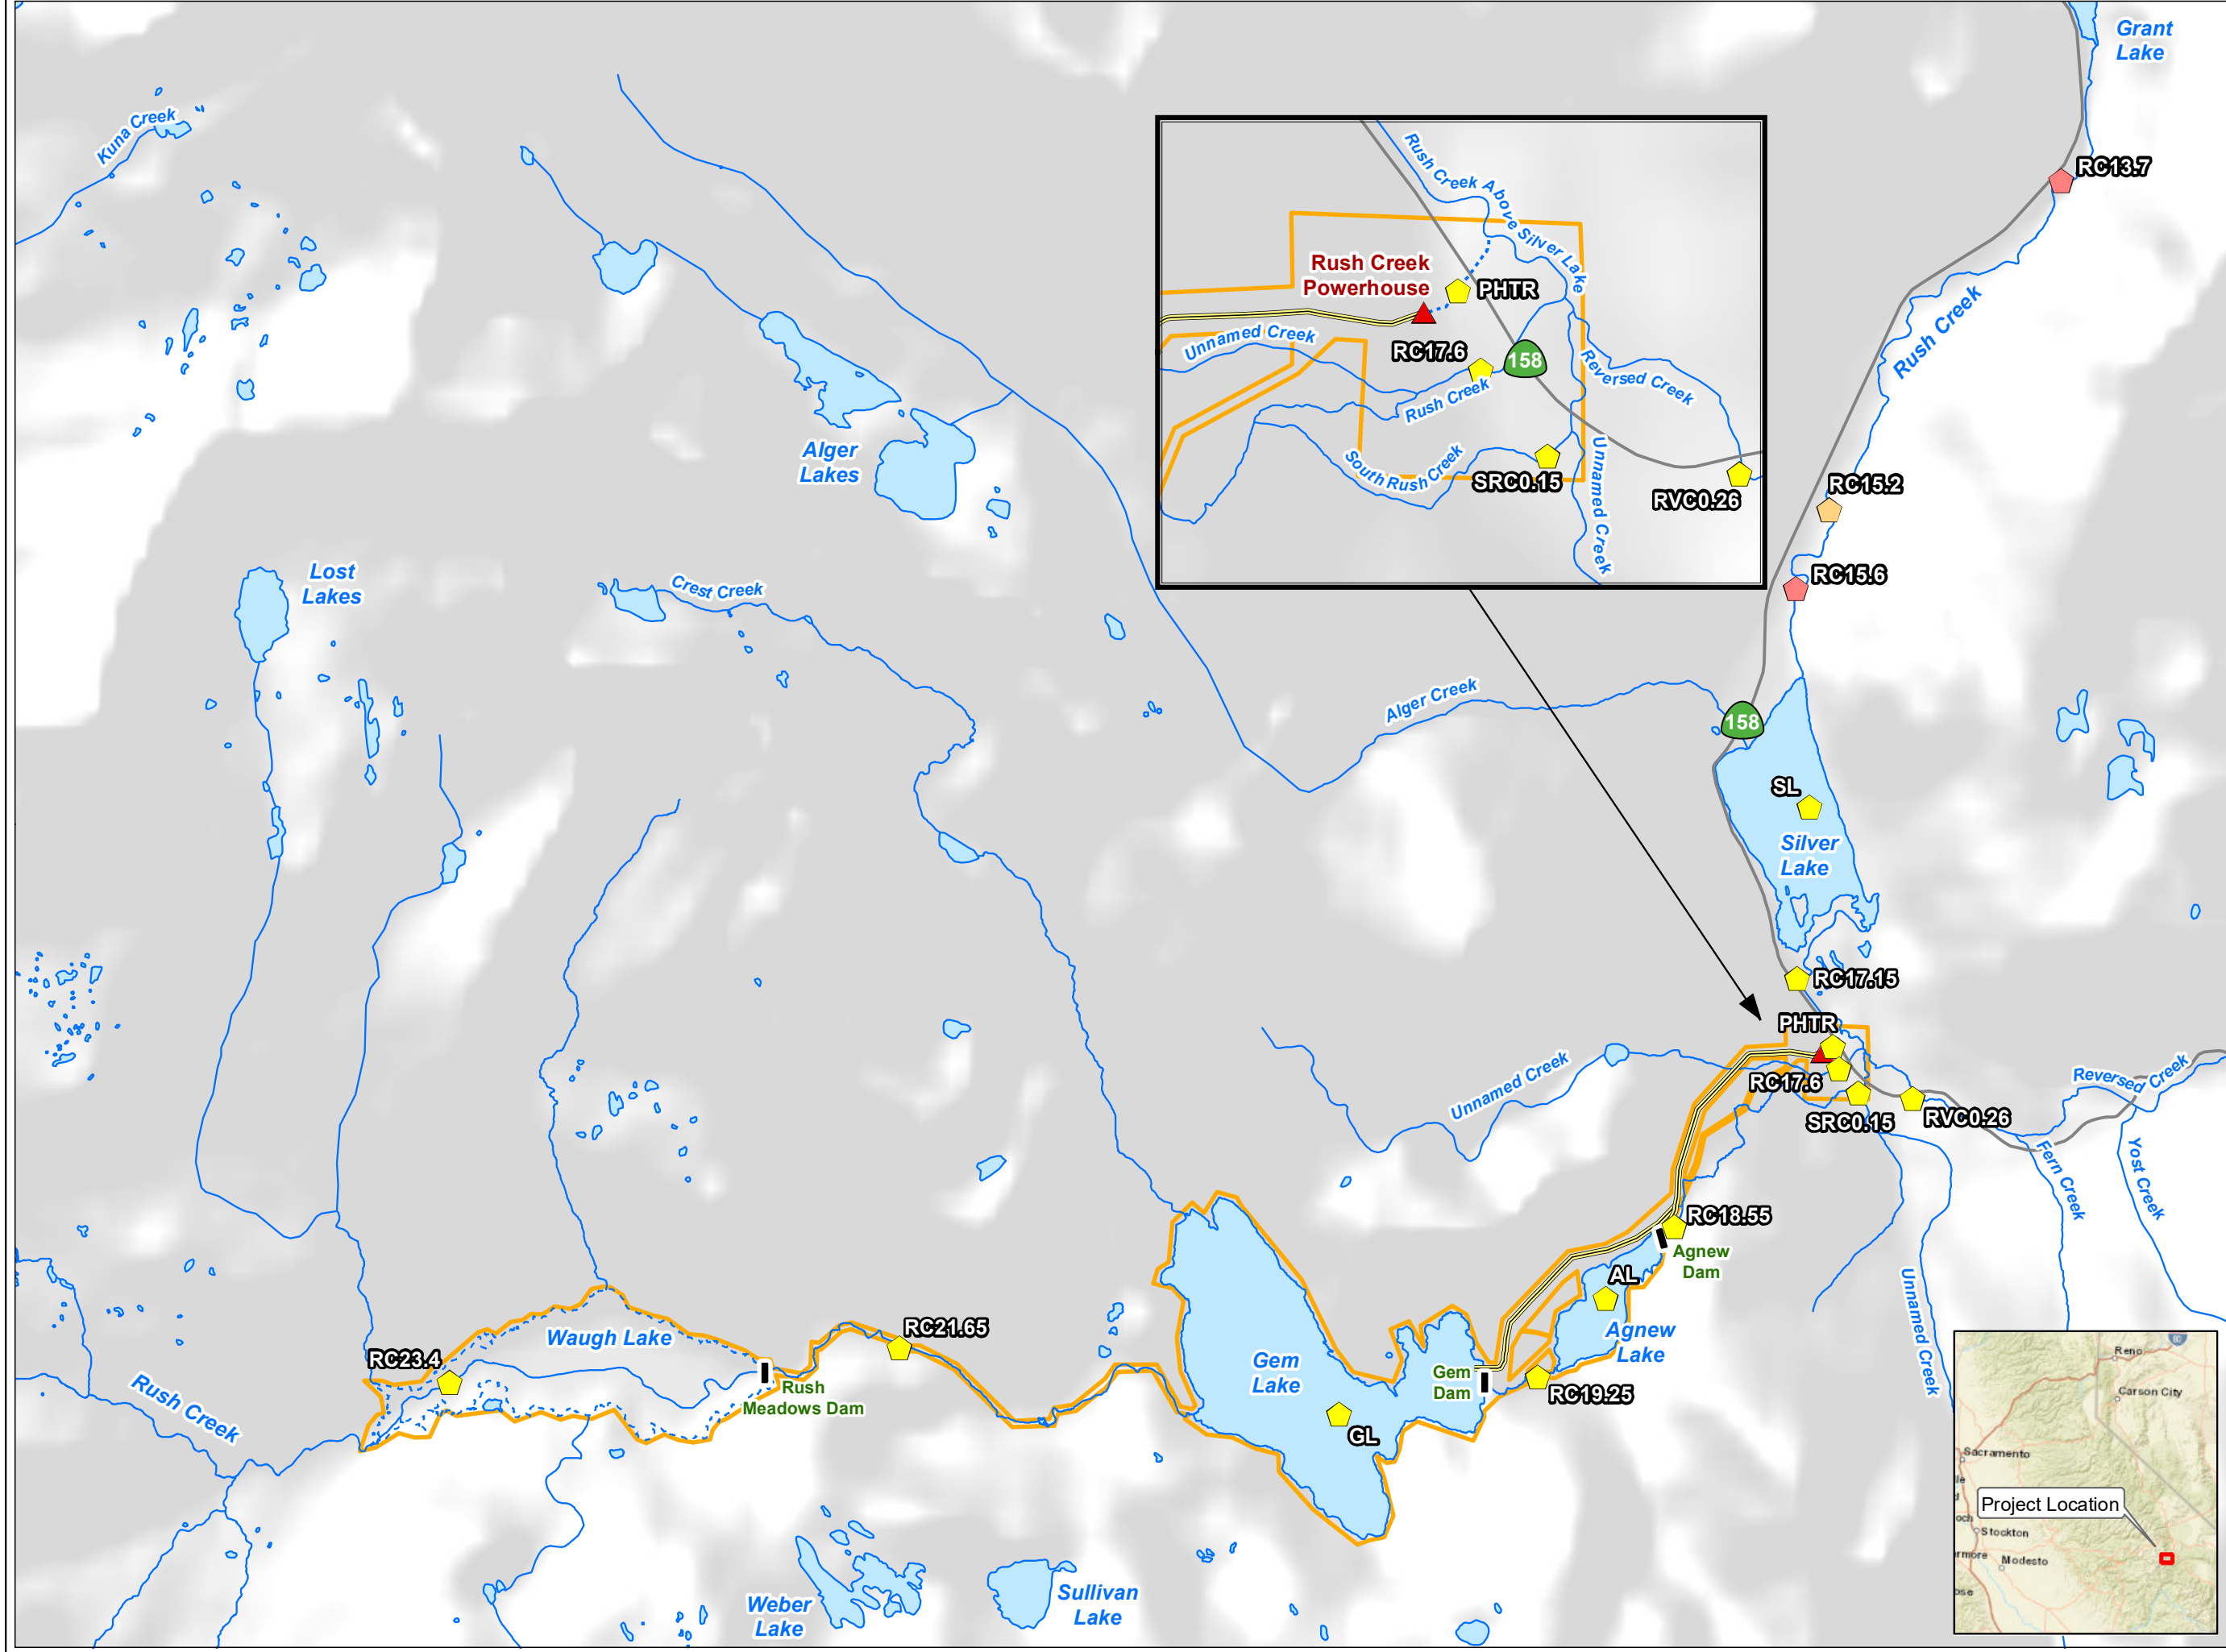 Grant
Lake
Kuna Creek
RC13.7
Rush Creek Above Silver Lake
Rush Creek
Powerhouse
PHTR
Unnamed Creek
RC17.6
158
Reversed Creek
Rush Creek
South Rush Creek
SRC0.15
Unnamed Creek
RVC0.26
Rush Creek
Alger
Lakes
RC15.2
RC15.6
Lost
Lakes
Crest Creek
Alger Creek
158
SL
Silver
Lake
RC17.15
PHTR
RC17.6
SRC0.15
RVC0.26
Reversed Creek
Unnamed Creek
Fern Creek
Yost Creek
RC18.55
Agnew
Dam
AL
Agnew
Lake
Unnamed Creek
RC21.65
Waugh Lake
RC23.4
Rush
Meadows Dam
Gem
Lake
Gem
Dam
RC19.25
GL
Rush Creek
Weber
Lake
Sullivan
Lake
80
Reno
Carson City
Sacramento
Project Location
Stockton
Modesto